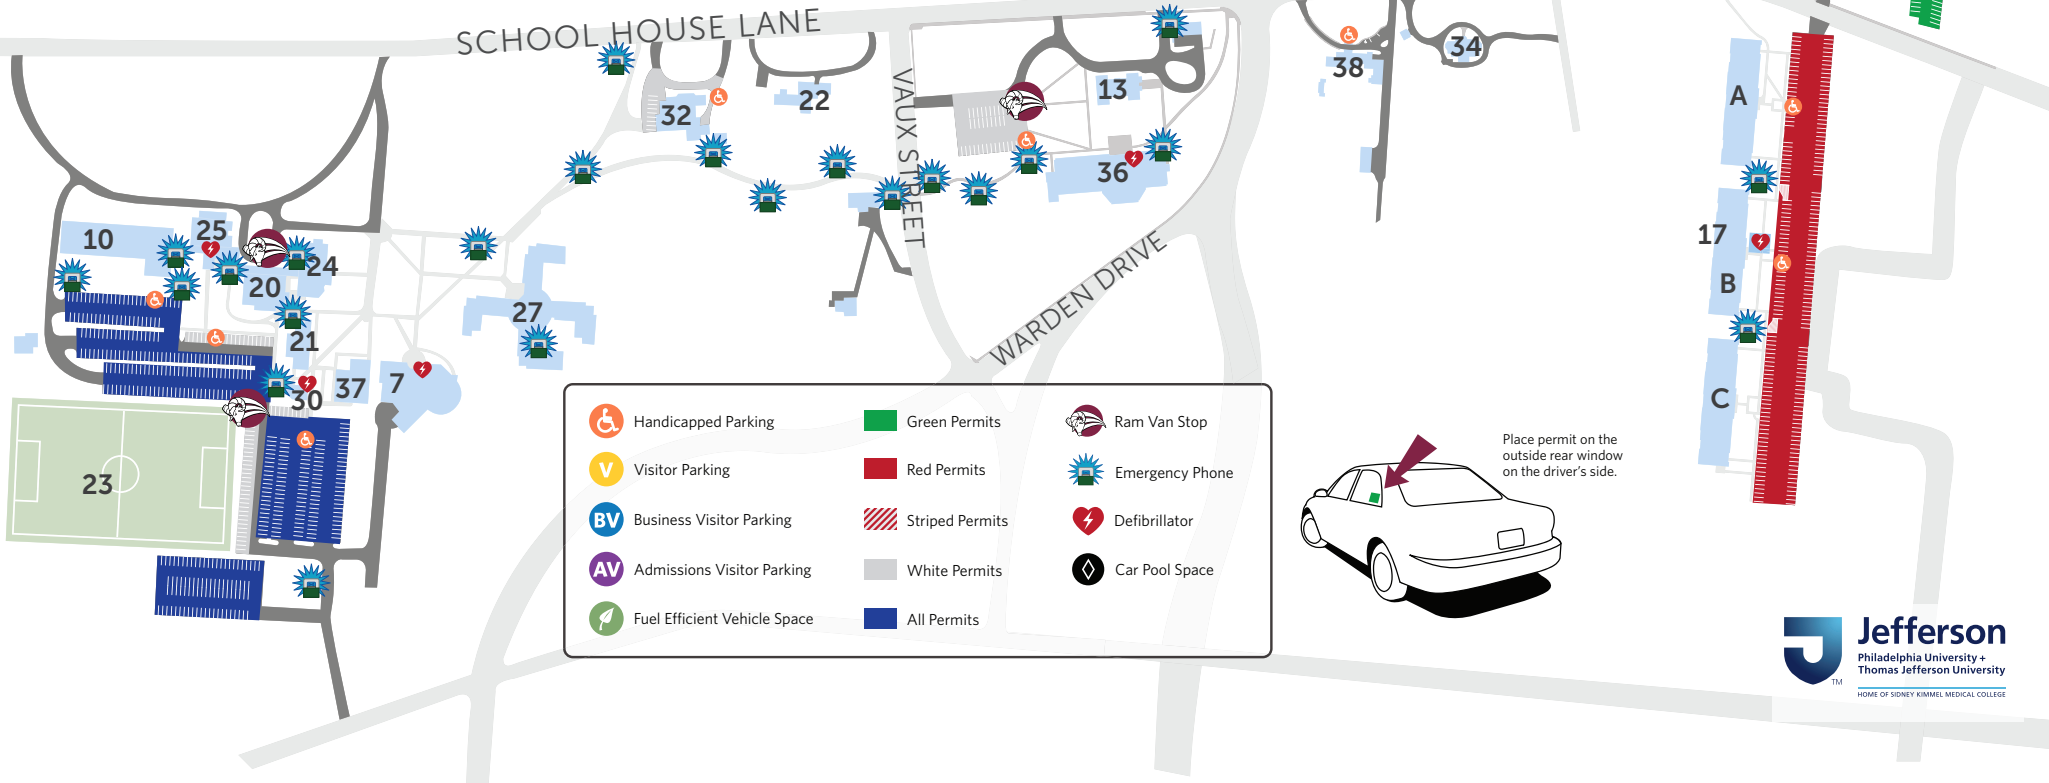 SCHOOL HOUSE LANE
VAUX STREET
WARDEN DRIVE
34
38
13
22
32
36
A
17
B
C
10
25
24
20
27
21
37
7
30
23
Handicapped Parking
V Visitor Parking
BV Business Visitor Parking
AV Admissions Visitor Parking
Fuel Efficient Vehicle Space
Green Permits
Red Permits
Striped Permits
White Permits
All Permits
Ram Van Stop
Emergency Phone
Defibrillator
Car Pool Space
Place permit on the
outside rear window
on the driver's side.
Jefferson
Philadelphia University +
Thomas Jefferson University
TM
HOME OF SIDNEY KIMMEL MEDICAL COLLEGE